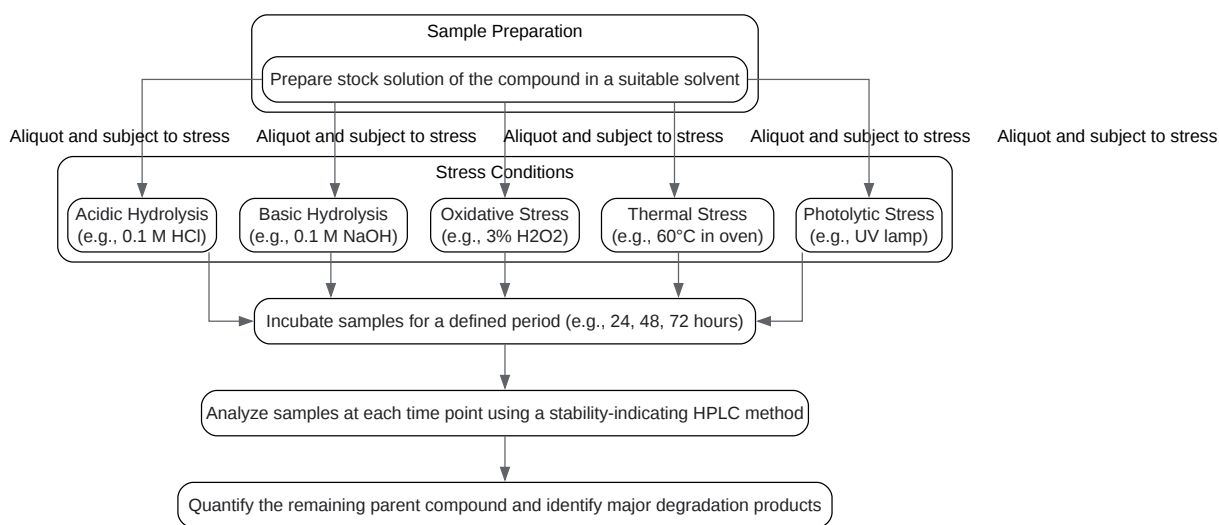 Sample Preparation
Prepare stock solution of the compound in a suitable solvent
Aliquot and subject to stress
Aliquot and subject to stress
Aliquot and subject to stress
Aliquot and subject to stress
Aliquot and subject to stress
Stress Conditions
Acidic Hydrolysis
(e.g., 0.1 M HCl)
Basic Hydrolysis
(e.g., 0.1 M NaOH)
Oxidative Stress
(e.g., 3% H2O2)
Thermal Stress
(e.g., 60°C in oven)
Photolytic Stress
(e.g., UV lamp)
Incubate samples for a defined period (e.g., 24, 48, 72 hours)
Analyze samples at each time point using a stability-indicating HPLC method
Quantify the remaining parent compound and identify major degradation products